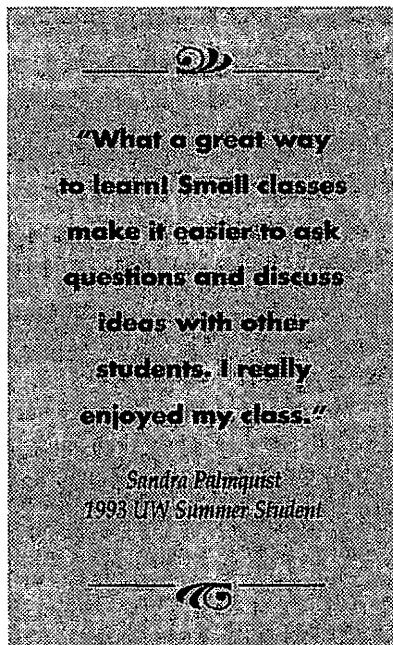 "What a great way
to learn! Small classes
make it easier to ask
questions and discuss
ideas with other
students. I really
enjoyed my class."
Sandra Palmquist
1993 UW Summer Student